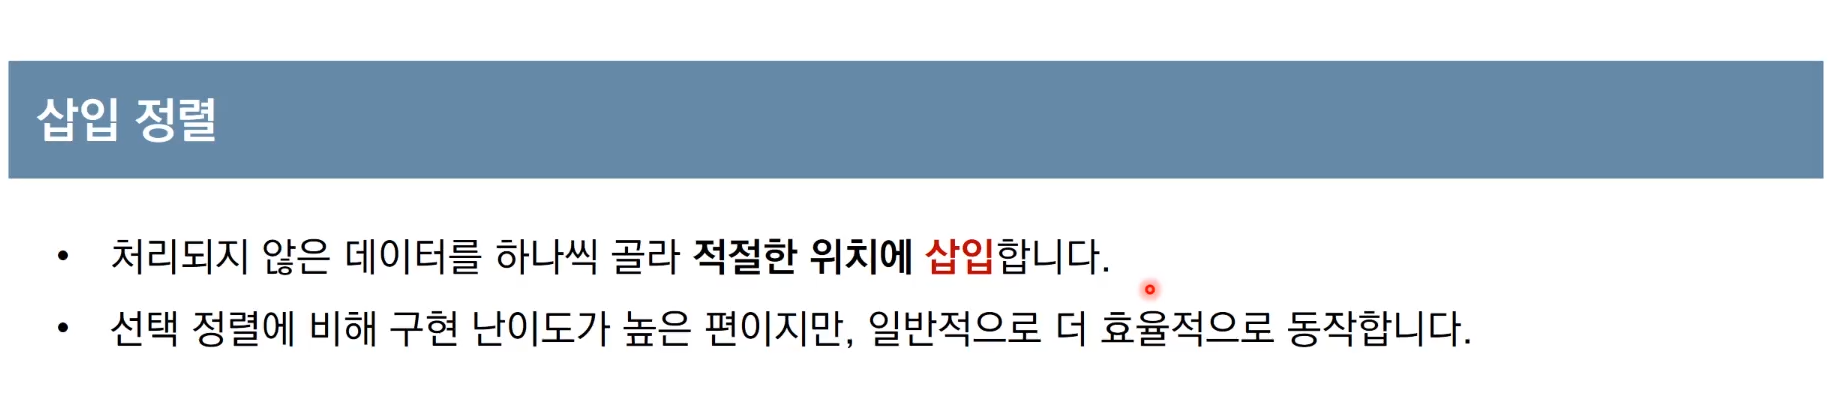 삽입 정렬
• 처리되지 않은 데이터를 하나씩 골라 적절한 위치에 삽입합니다.
• 선택 정렬에 비해 구현 난이도가 높은 편이지만, 일반적으로 더 효율적으로 동작합니다.